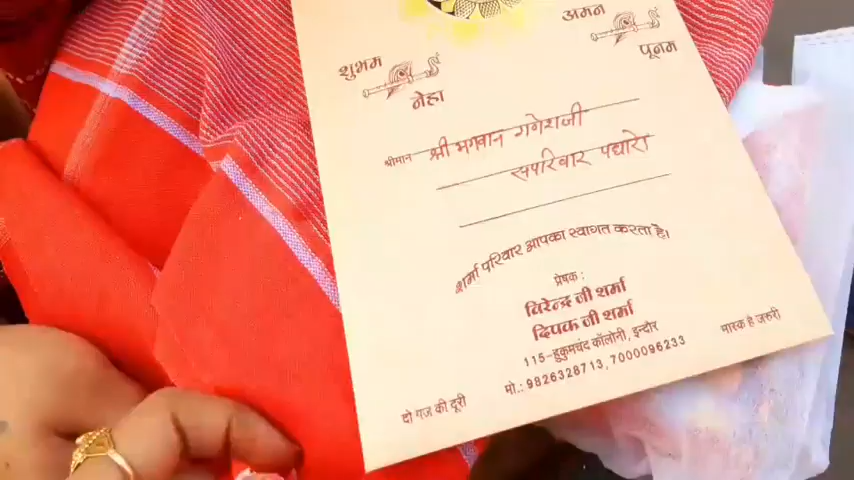 शुभम
नेहा
अमन
पूनम
श्रीमान श्री भगवान गणेशजी
सपरिवार पधारो
शर्मा परिवार आपका स्वागत करता है।
प्रेषक :
विरेन्द्र जी शर्मा
दिपक जी शर्मा
115-हुकुमचंद कॉलोनी, इन्दौर
मो.: 9826328713, 7000096234
दो गज की दूरी
मास्क है जरुरी